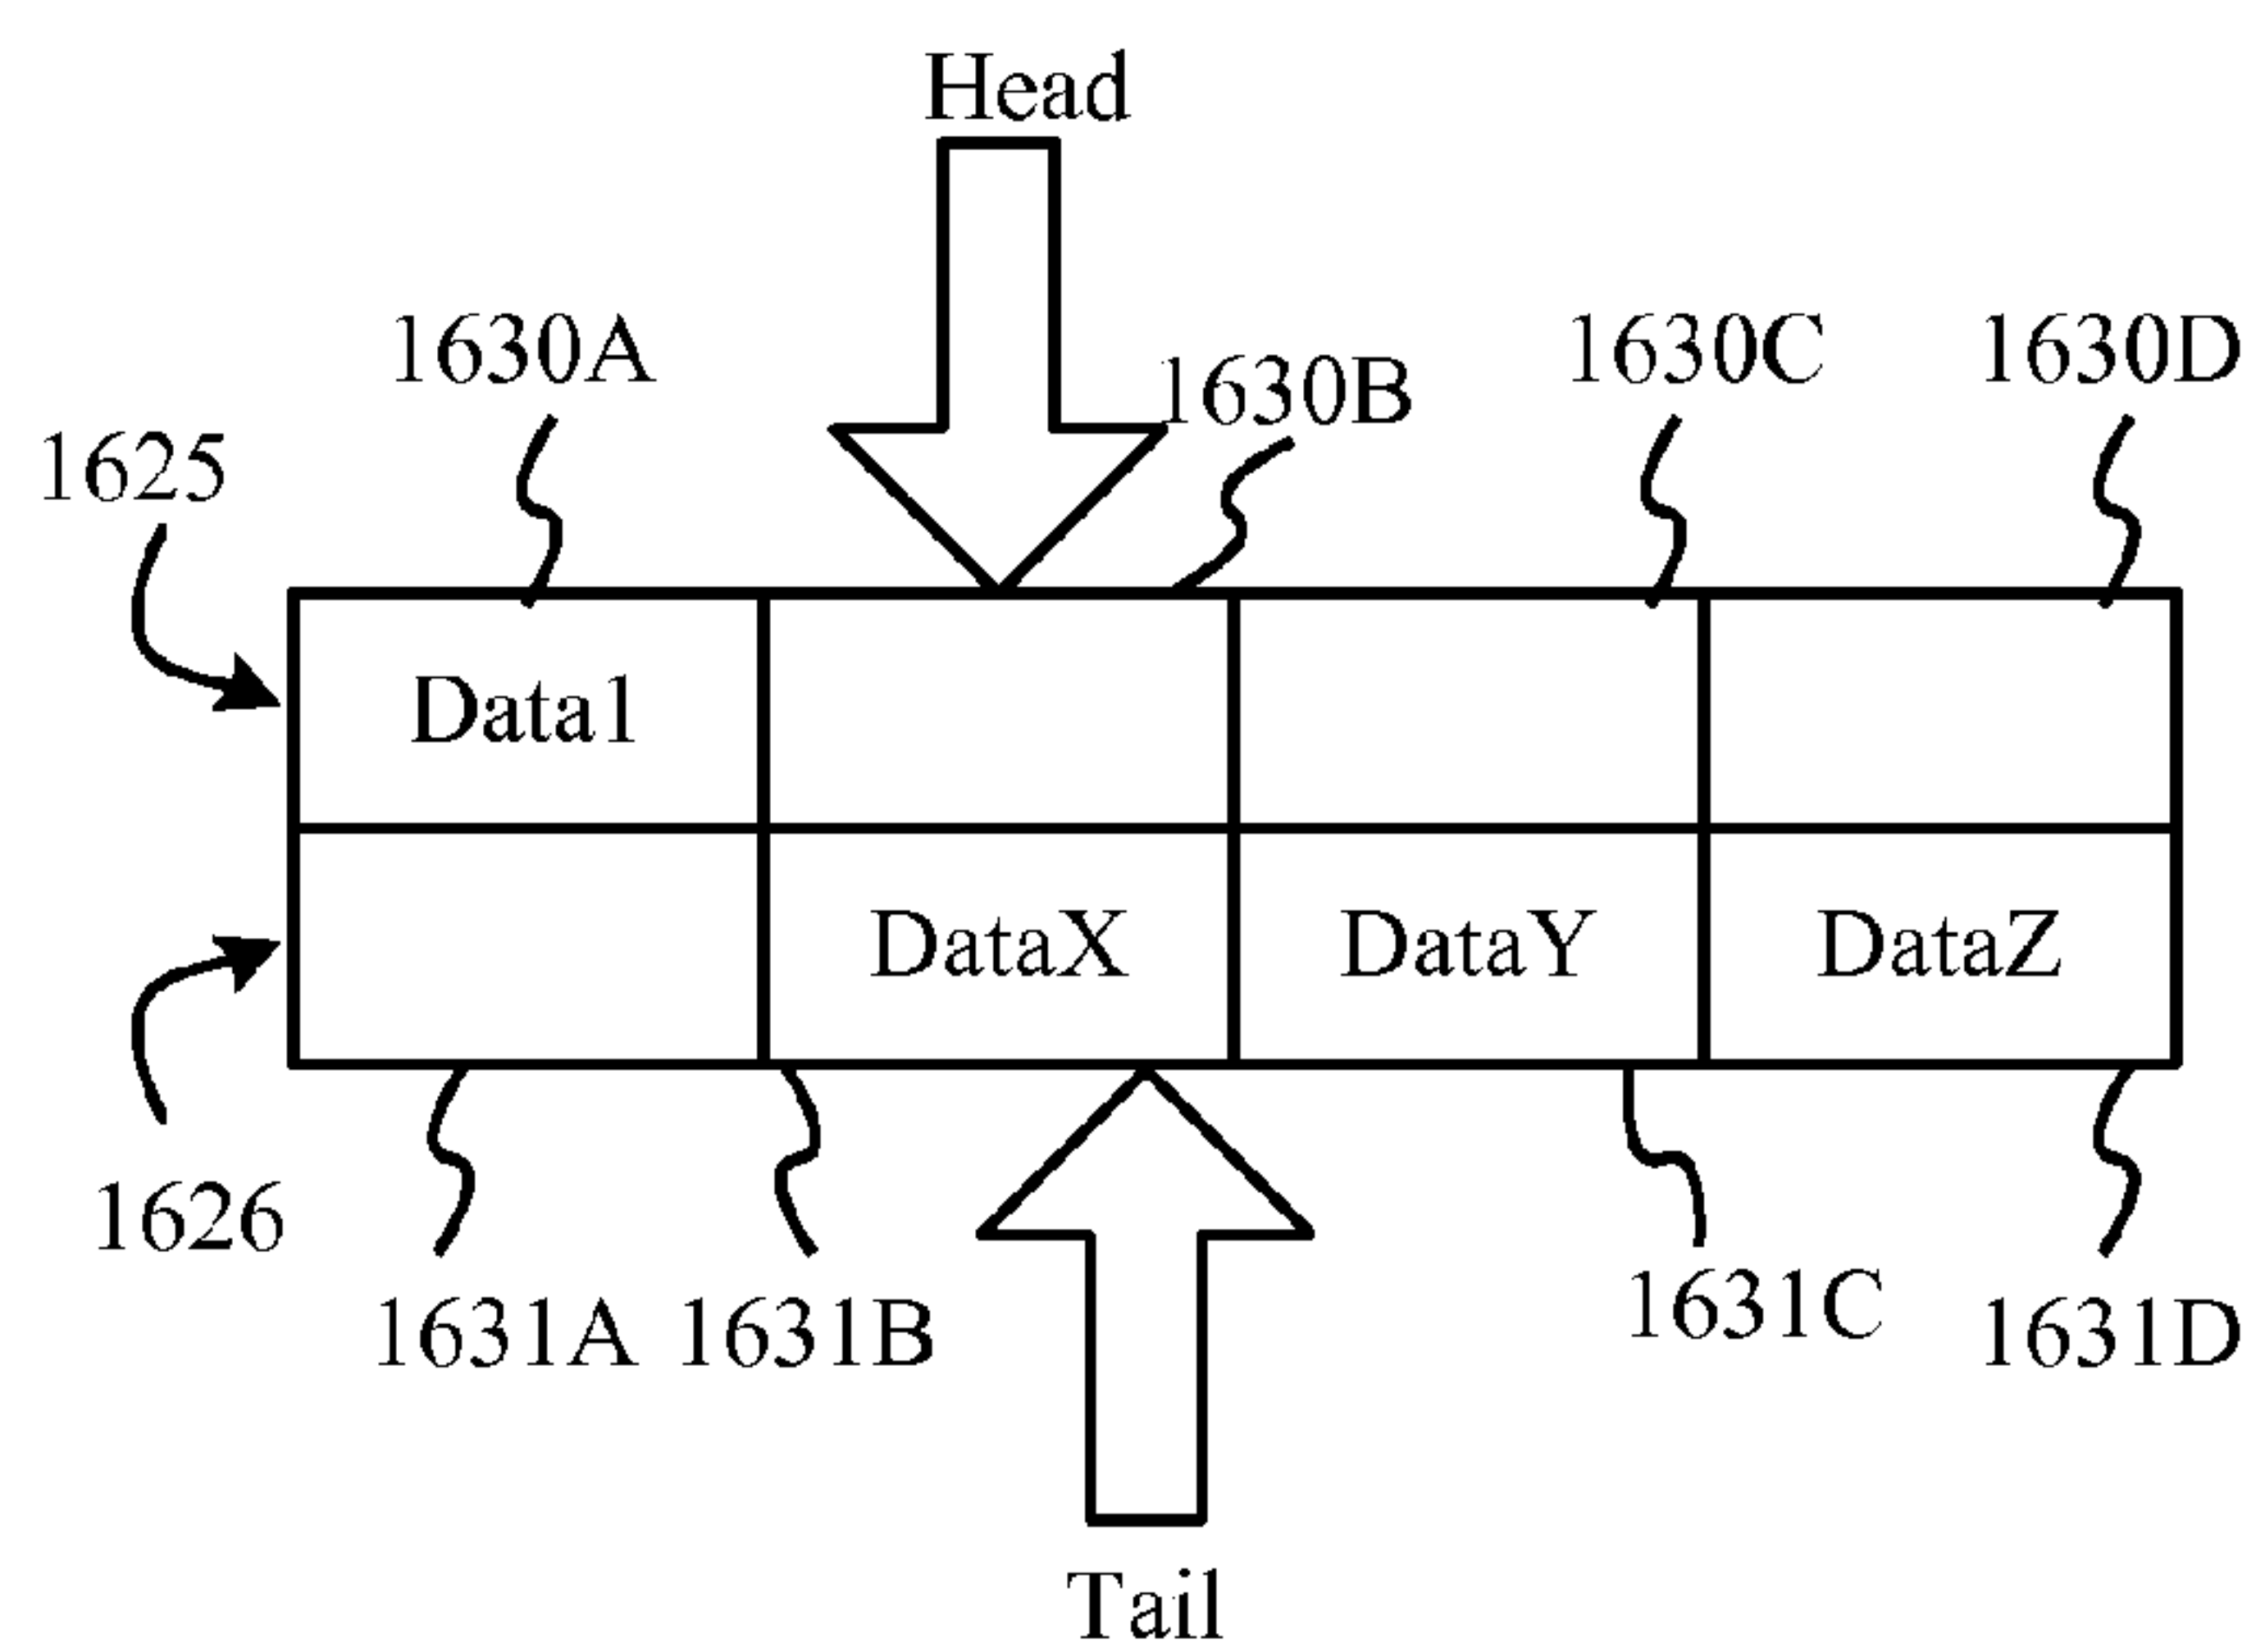 Head
1630A
1630B
1630C
1630D
1625
Data1
DataX
DataY
DataZ
1626
1631A
1631B
1631C
1631D
Tail